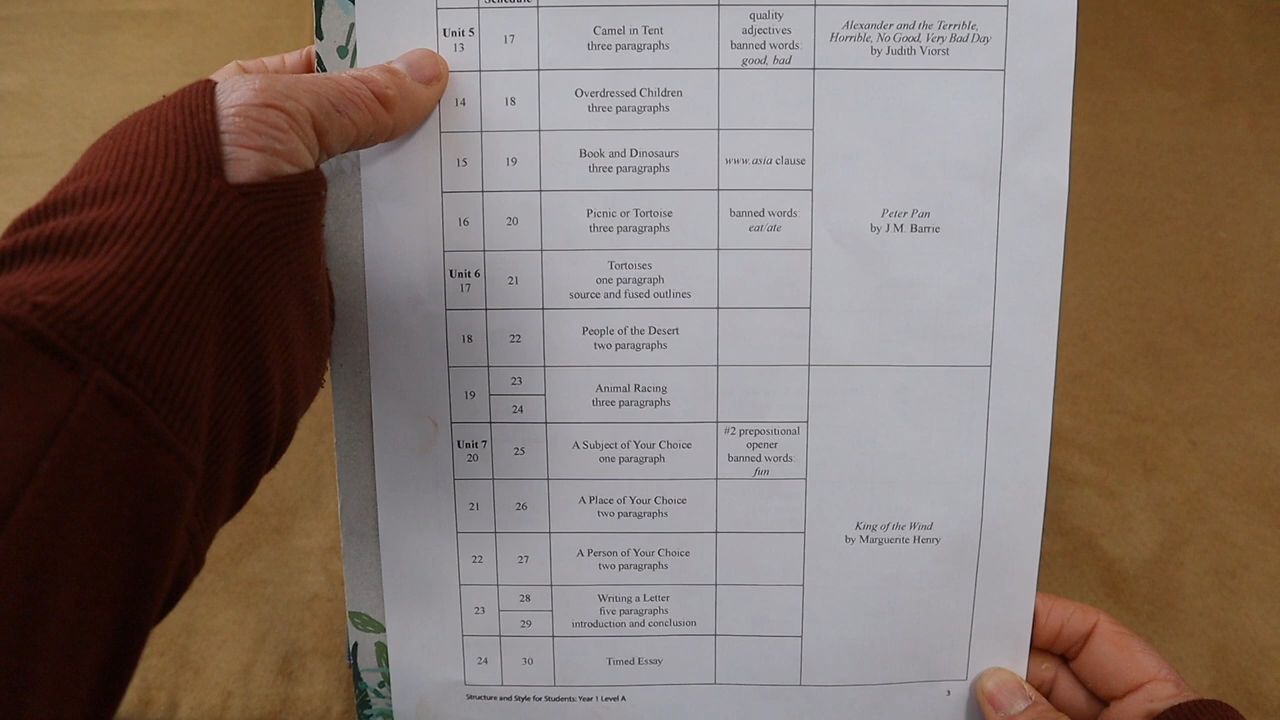 Schedule
Unit 5
13
17
Camel in Tent
three paragraphs
quality
adjectives
banned words:
good, bad
Alexander and the Terrible,
Horrible, No Good, Very Bad Day
by Judith Viorst
14
18
Overdressed Children
three paragraphs
15
19
Book and Dinosaurs
three paragraphs
www.asia clause
16
20
Picnic or Tortoise
three paragraphs
banned words:
eat/ate
Peter Pan
by J.M. Barrie
Unit 6
17
21
Tortoises
one paragraph
source and fused outlines
18
22
People of the Desert
two paragraphs
19
23
24
Animal Racing
three paragraphs
Unit 7
20
25
A Subject of Your Choice
one paragraph
#2 prepositional
opener
banned words:
fun
21
26
A Place of Your Choice
two paragraphs
King of the Wind
by Marguerite Henry
22
27
A Person of Your Choice
two paragraphs
23
28
29
Writing a Letter
five paragraphs
introduction and conclusion
24
30
Timed Essay
Structure and Style for Students: Year 1 Level A
3